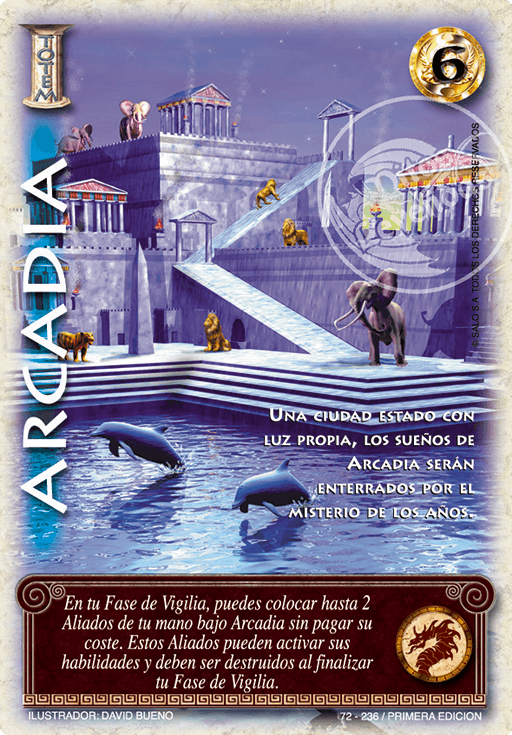 TOTEM
6
ARCADIA
© SALO S.A. TODOS LOS DERECHOS RESERVADOS
UNA CIUDAD ESTADO CON
LUZ PROPIA, LOS SUEÑOS DE
ARCADIA SERÁN
ENTERRADOS POR EL
MISTERIO DE LOS AÑOS.
En tu Fase de Vigilia, puedes colocar hasta 2
Aliados de tu mano bajo Arcadia sin pagar su
coste. Estos Aliados pueden activar sus
habilidades y deben ser destruidos al finalizar
tu Fase de Vigilia.
ILUSTRADOR: DAVID BUENO
72 - 236 / PRIMERA EDICION